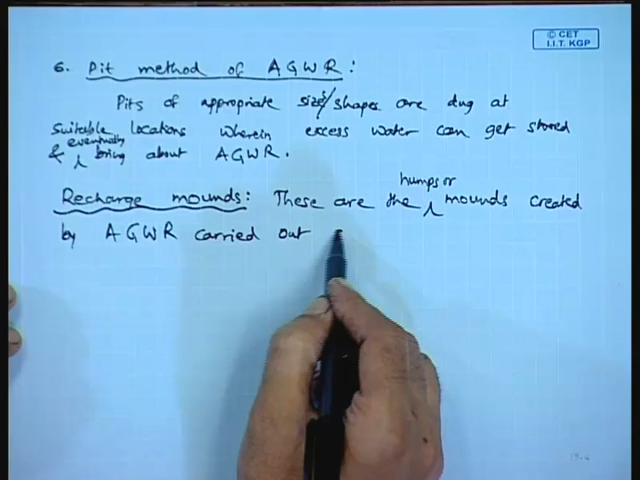 © CET
I.I.T. KGP
6. Pit method of AGWR:
Pits of appropriate sizes/shapes are dug at
suitable locations wherein excess water can get stored
& eventually bring about AGWR.
Recharge mounds: These are the humps or mounds created
by AGWR carried out